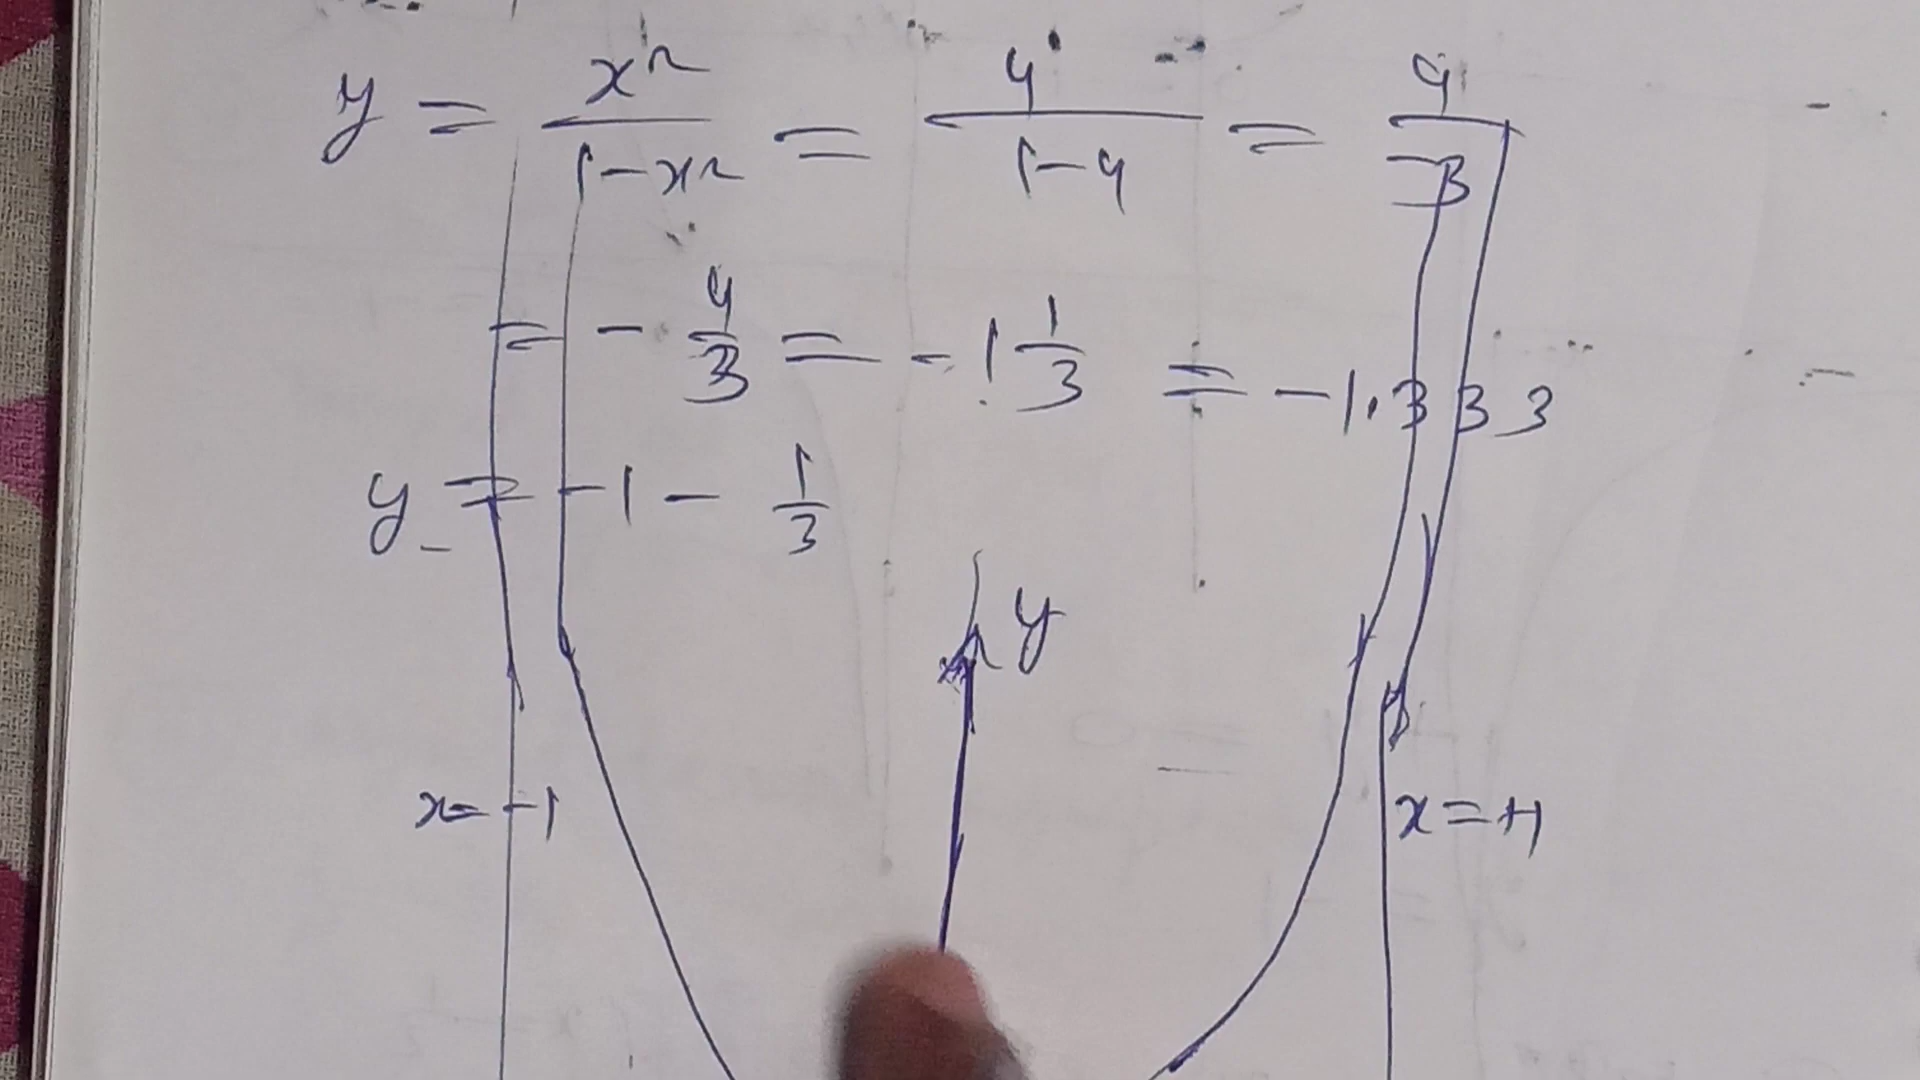 y = x² / 1-x² = 4 / 1-4 = 4 / -3
= - 4/3 = - 1 1/3 = -1.333
y = -1 - 1/3
y
x = -1
x = +1